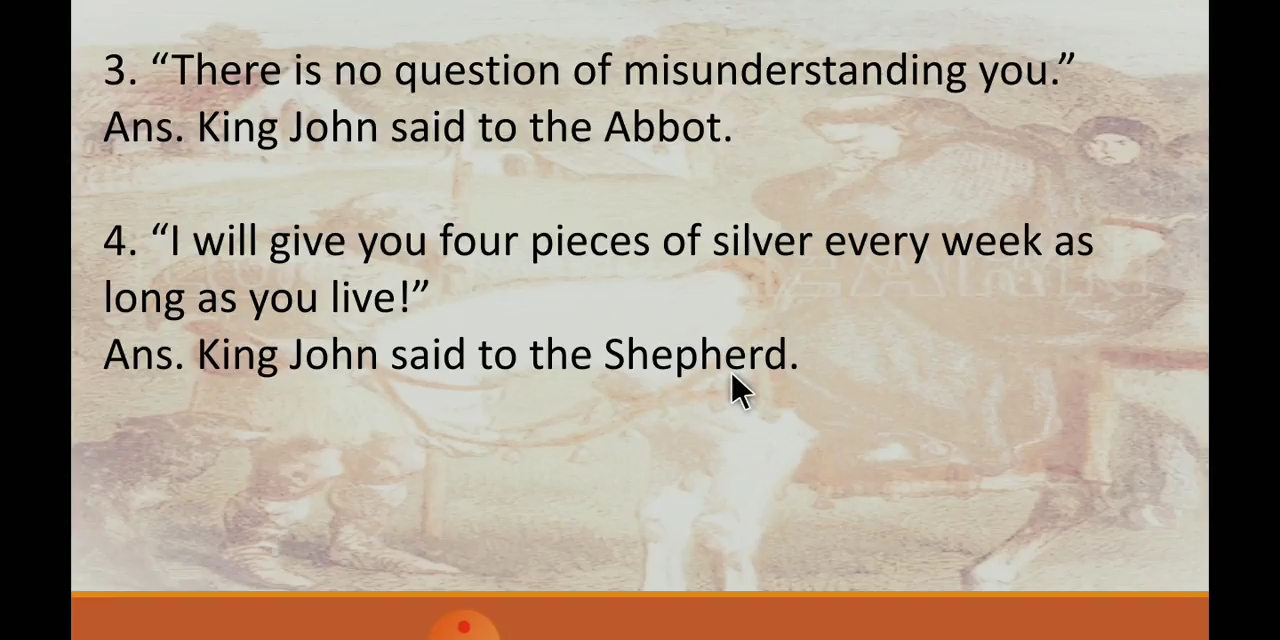 3. “There is no question of misunderstanding you.”
Ans. King John said to the Abbot.
4. “I will give you four pieces of silver every week as
long as you live!”
Ans. King John said to the Shepherd.